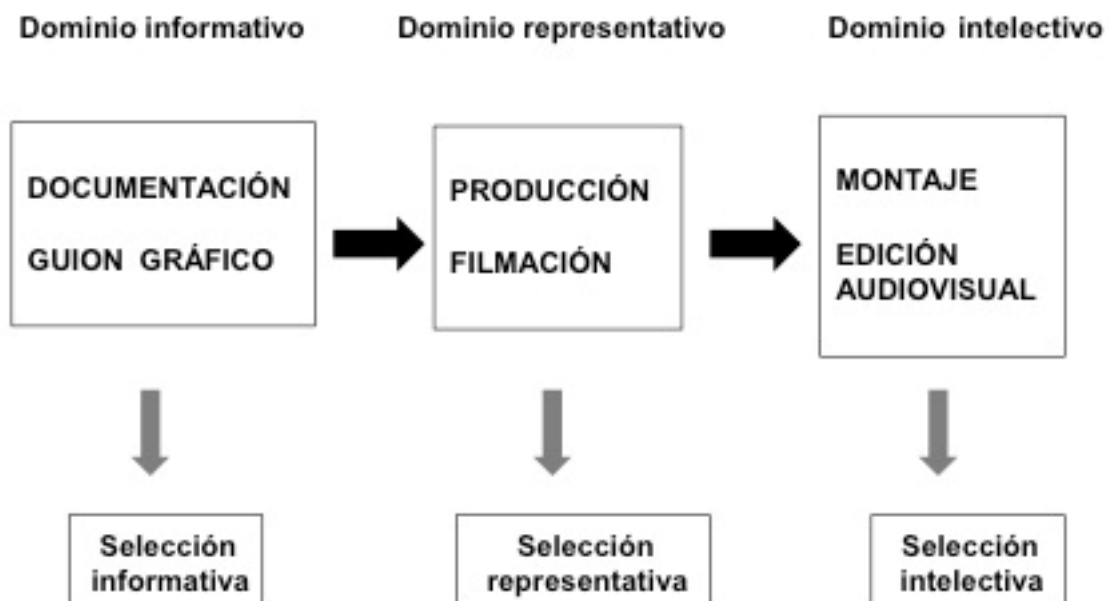 Dominio informativo
Dominio representativo
Dominio intelectivo
DOCUMENTACIÓN
GUION GRÁFICO
PRODUCCIÓN
FILMACIÓN
MONTAJE
EDICIÓN
AUDIOVISUAL
Selección
informativa
Selección
representativa
Selección
intelectiva